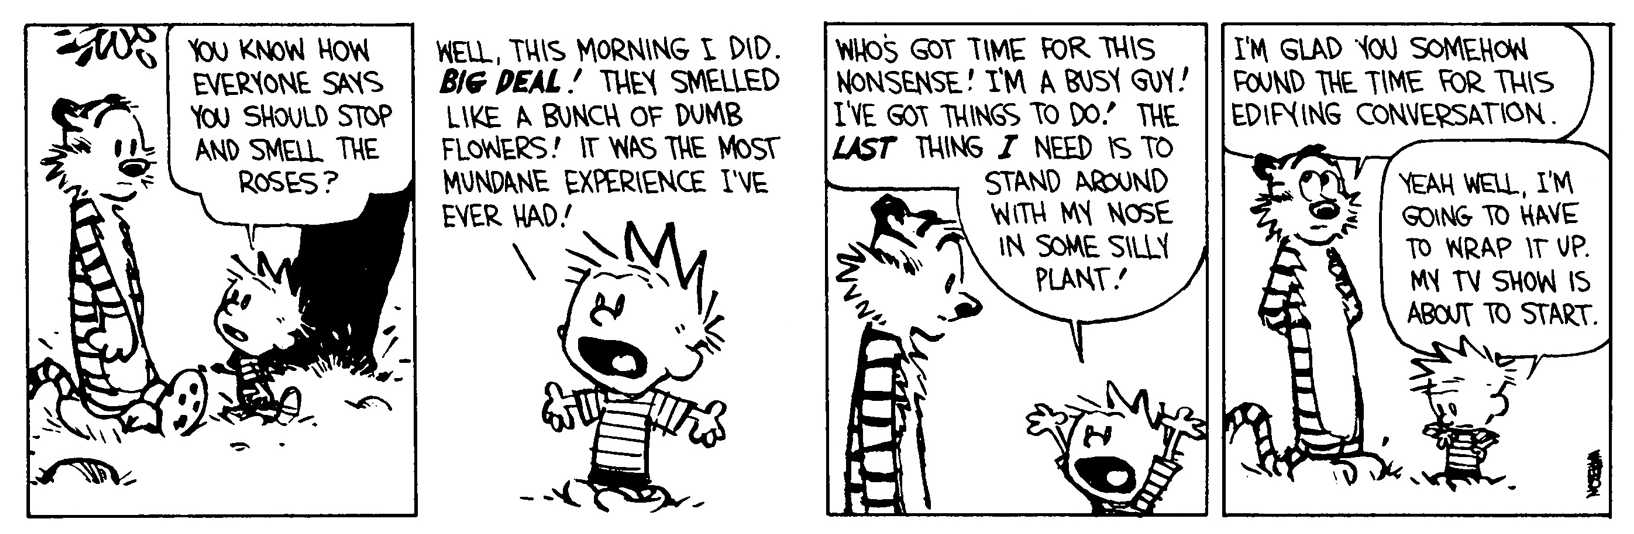 YOU KNOW HOW
EVERYONE SAYS
YOU SHOULD STOP
AND SMELL THE
ROSES?
WELL, THIS MORNING I DID.
BIG DEAL! THEY SMELLED
LIKE A BUNCH OF DUMB
FLOWERS! IT WAS THE MOST
MUNDANE EXPERIENCE I'VE
EVER HAD!
WHO'S GOT TIME FOR THIS
NONSENSE! I'M A BUSY GUY!
I'VE GOT THINGS TO DO! THE
LAST THING I NEED IS TO
STAND AROUND
WITH MY NOSE
IN SOME SILLY
PLANT!
I'M GLAD YOU SOMEHOW
FOUND THE TIME FOR THIS
EDIFYING CONVERSATION.
YEAH WELL, I'M
GOING TO HAVE
TO WRAP IT UP.
MY TV SHOW IS
ABOUT TO START.
WATTERSON